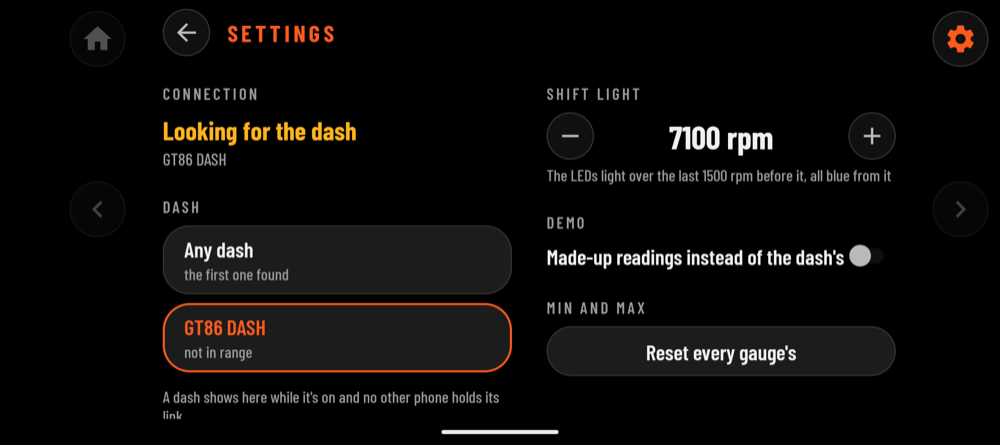 SETTINGS
CONNECTION
Looking for the dash
GT86 DASH
DASH
Any dash
the first one found
GT86 DASH
not in range
A dash shows here while it's on and no other phone holds its
link
SHIFT LIGHT
7100 rpm
The LEDs light over the last 1500 rpm before it, all blue from it
DEMO
Made-up readings instead of the dash's
MIN AND MAX
Reset every gauge's